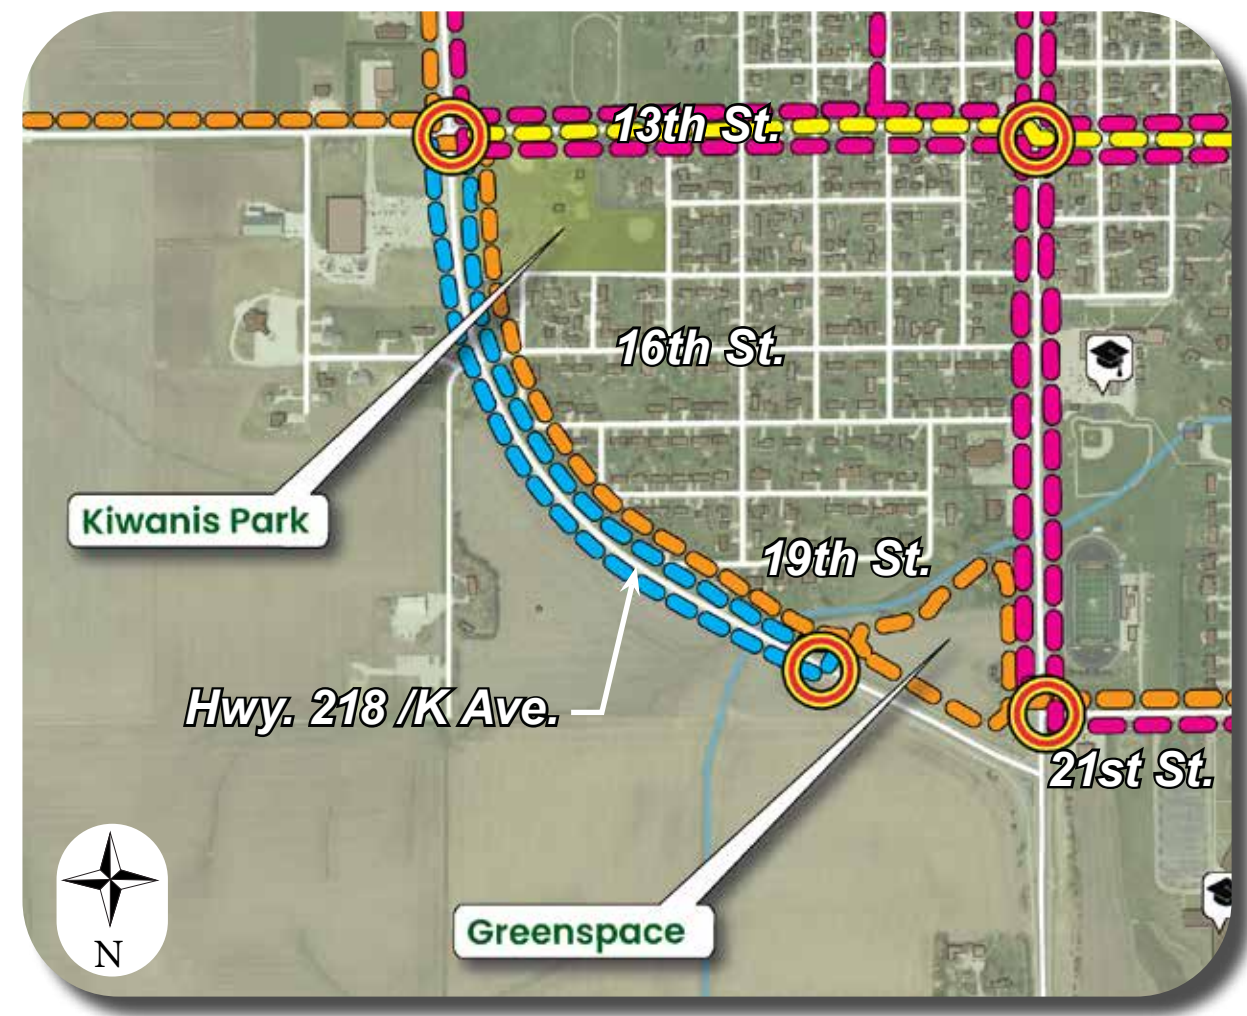 13th St.
16th St.
Kiwanis Park
19th St.
Hwy. 218 /K Ave.
21st St.
Greenspace
N